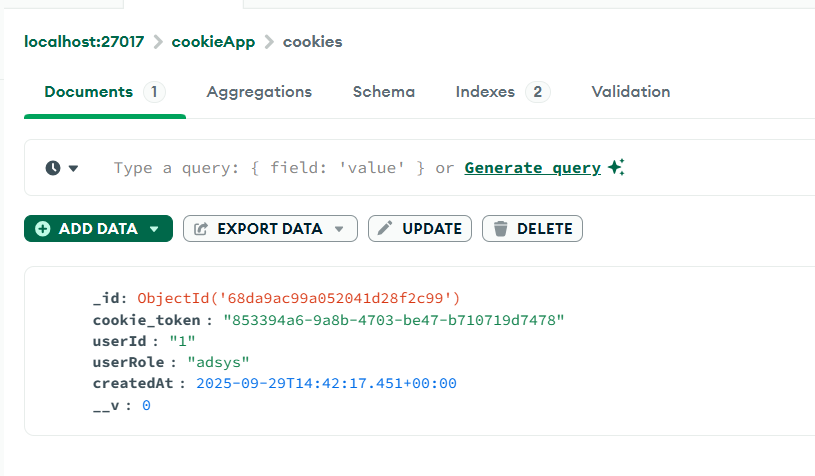 localhost:27017 > cookieApp > cookies
Documents 1 Aggregations Schema Indexes 2 Validation
Type a query: { field: 'value' } or Generate query
ADD DATA EXPORT DATA UPDATE DELETE
_id: ObjectId('68da9ac99a052041d28f2c99')
cookie_token : "853394a6-9a8b-4703-be47-b710719d7478"
userId : "1"
userRole : "adsys"
createdAt : 2025-09-29T14:42:17.451+00:00
__v : 0